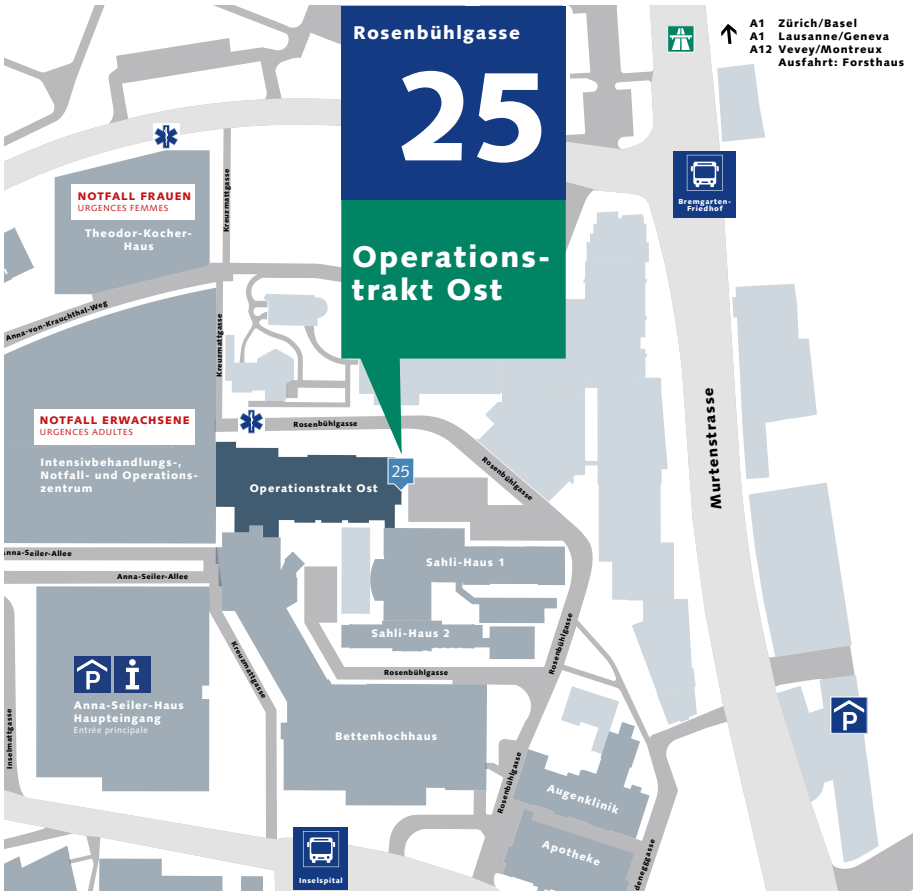 Rosenbühlgasse
25
Operations-
trakt Ost
A1 Zürich/Basel
A1 Lausanne/Geneva
A12 Vevey/Montreux
Ausfahrt: Forsthaus
Bremgarten-
Friedhof
NOTFALL FRAUEN
URGENCES FEMMES
Theodor-Kocher-
Haus
Kreuzmattgasse
Anna-von-Krauchthal-Weg
Kreuzmattgasse
NOTFALL ERWACHSENE
URGENCES ADULTES
Intensivbehandlungs-,
Notfall- und Operations-
zentrum
Rosenbühlgasse
Operationstrakt Ost
25
Rosenbühlgasse
Murtenstrasse
Anna-Seiler-Allee
Anna-Seiler-Allee
Sahli-Haus 1
Sahli-Haus 2
Rosenbühlgasse
Rosenbühlgasse
Kreuzmattgasse
P i
Anna-Seiler-Haus
Haupteingang
Entrée principale
Inselmattgasse
Bettenhochhaus
P
Rosenbühlgasse
Augenklinik
Apotheke
deneggasse
Inselspital